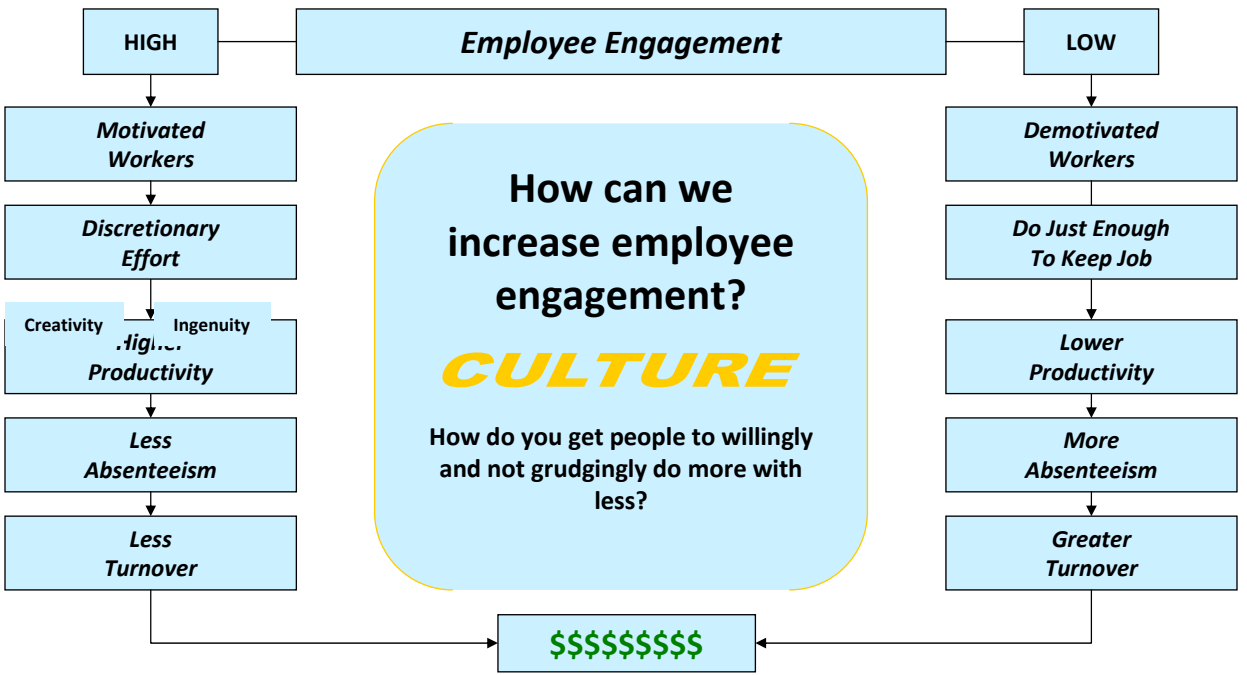 HIGH
Employee Engagement
LOW
Motivated
Workers
Discretionary
Effort
Creativity
Ingenuity
Higher
Productivity
Less
Absenteeism
Less
Turnover
How can we
increase employee
engagement?
CULTURE
How do you get people to willingly
and not grudgingly do more with
less?
Demotivated
Workers
Do Just Enough
To Keep Job
Lower
Productivity
More
Absenteeism
Greater
Turnover
$$$$$$$$$